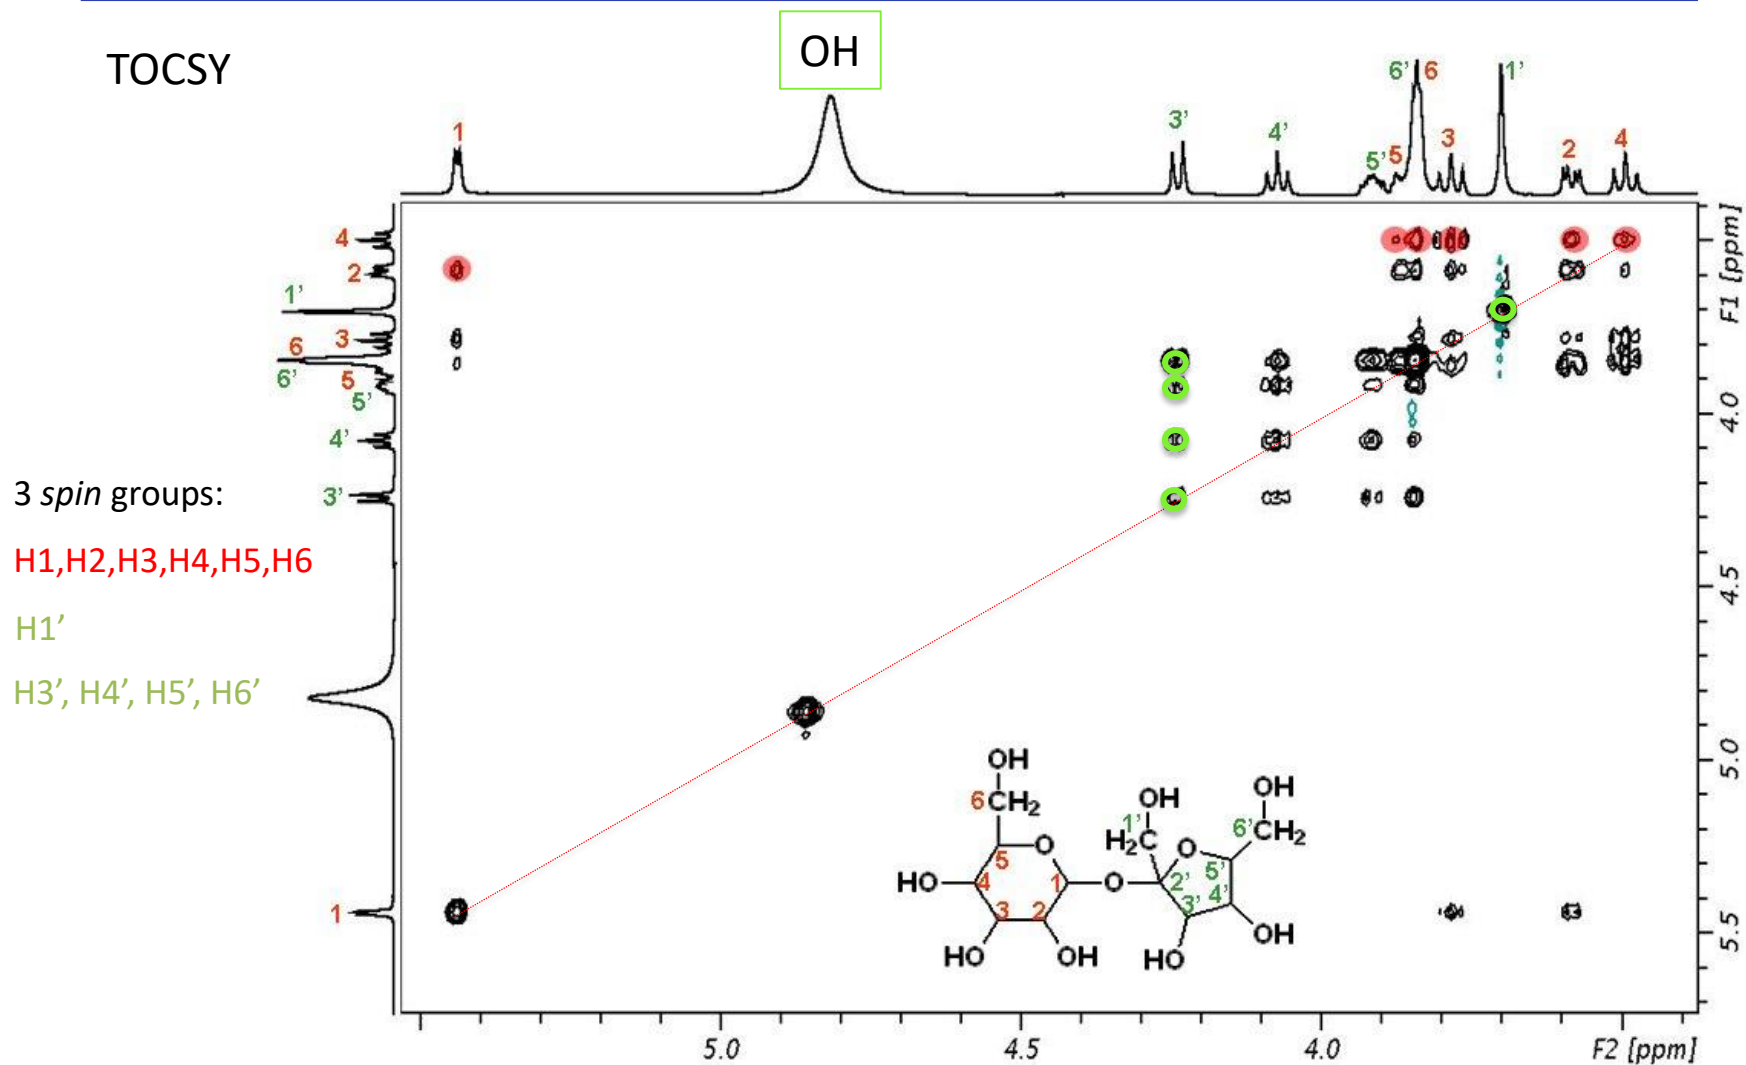 TOCSY
OH
1
3’
4’
5’
5
6’
6
3
1’
2
4
4
2
1’
3
6
6’
5
5’
4’
3’
1
F1 [ppm]
4.0
4.5
5.0
5.5
3 spin groups:
H1,H2,H3,H4,H5,H6
H1’
H3’, H4’, H5’, H6’
OH
6 CH2
O
5
HO 4
1
3 2
HO
OH
O
OH
1’
H2C
O
2’
3’
4’
5’
6’ CH2
OH
OH
HO
5.0
4.5
4.0
F2 [ppm]